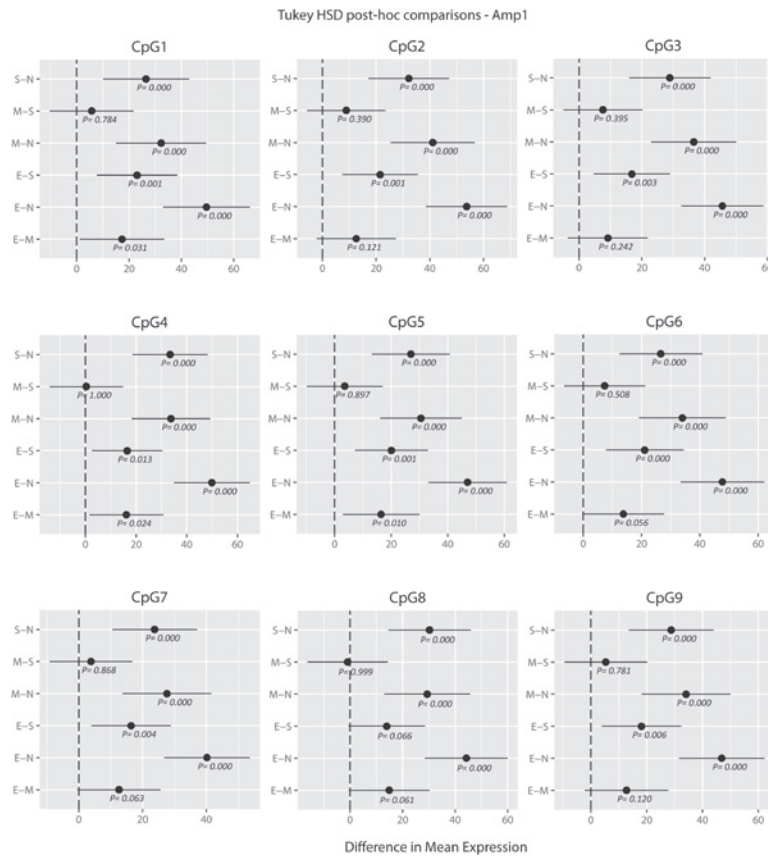 Tukey HSD post-hoc comparisons - Amp1
CpG1
S−N
P= 0.000
M−S
P= 0.784
M−N
P= 0.000
E−S
P= 0.001
E−N
P= 0.000
E−M
P= 0.031
0 20 40 60
CpG2
P= 0.000
P= 0.390
P= 0.000
P= 0.001
P= 0.000
P= 0.121
0 20 40 60
CpG3
P= 0.000
P= 0.395
P= 0.000
P= 0.003
P= 0.000
P= 0.242
0 20 40 60
CpG4
S−N
P= 0.000
M−S
P= 1.000
M−N
P= 0.000
E−S
P= 0.013
E−N
P= 0.000
E−M
P= 0.024
0 20 40 60
CpG5
S−N
P= 0.000
M−S
P= 0.897
M−N
P= 0.000
E−S
P= 0.001
E−N
P= 0.000
E−M
P= 0.010
0 20 40 60
CpG6
S−N
P= 0.000
M−S
P= 0.508
M−N
P= 0.000
E−S
P= 0.000
E−N
P= 0.000
E−M
P= 0.056
0 20 40 60
CpG7
S−N
P= 0.000
M−S
P= 0.868
M−N
P= 0.000
E−S
P= 0.004
E−N
P= 0.000
E−M
P= 0.063
0 20 40
CpG8
S−N
P= 0.000
M−S
P= 0.999
M−N
P= 0.000
E−S
P= 0.066
E−N
P= 0.000
E−M
P= 0.061
0 20 40 60
CpG9
S−N
P= 0.000
M−S
P= 0.781
M−N
P= 0.000
E−S
P= 0.006
E−N
P= 0.000
E−M
P= 0.120
0 20 40 60
Difference in Mean Expression